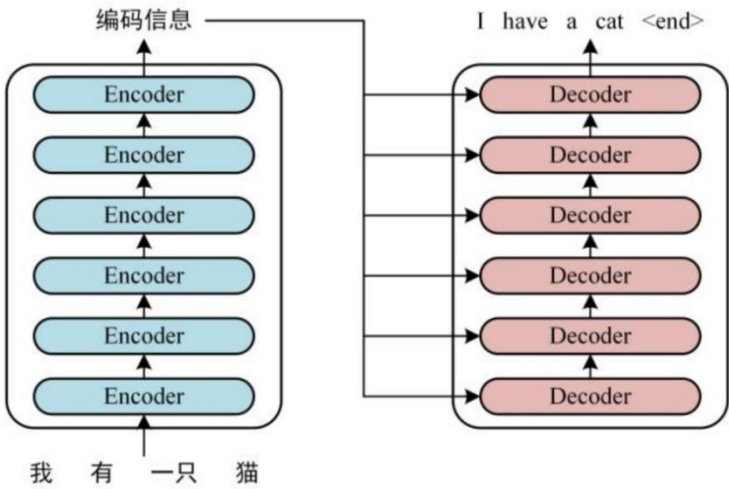 编码信息
I have a cat <end>
Encoder
Encoder
Encoder
Encoder
Encoder
Encoder
Decoder
Decoder
Decoder
Decoder
Decoder
Decoder
我 有 一只 猫